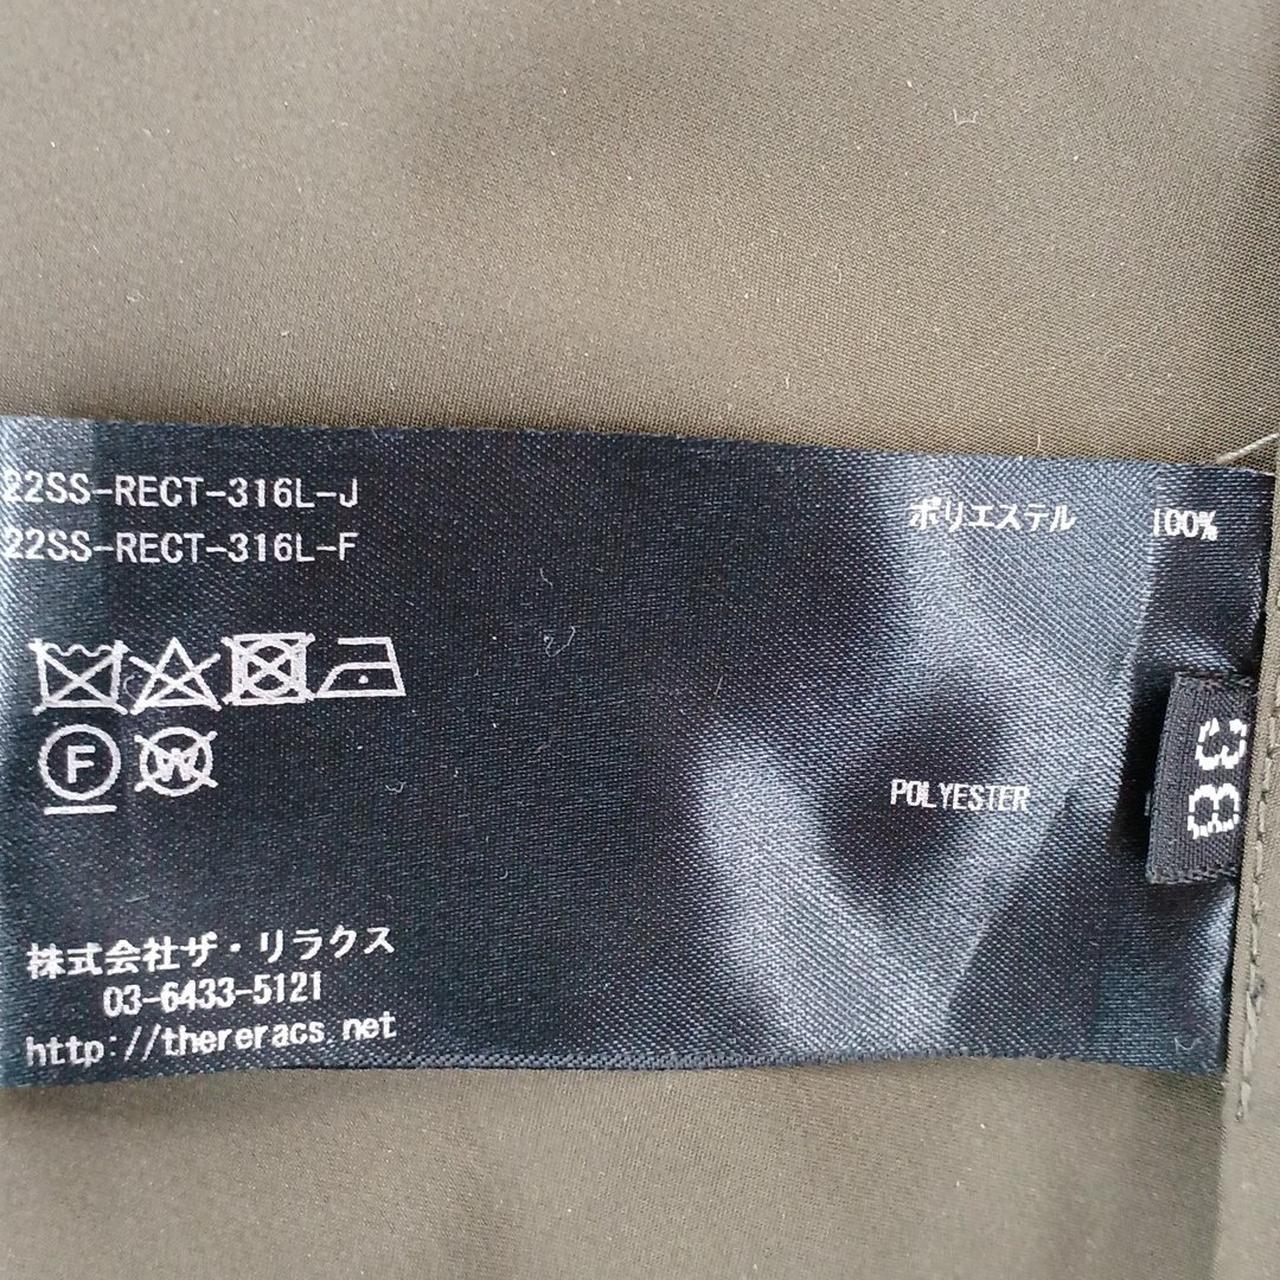 22SS-RECT-316L-J
22SS-RECT-316L-F
ポリエステル 100%
F
W
POLYESTER
38
株式会社ザ・リラクス
03-6433-5121
http://thereracs.net